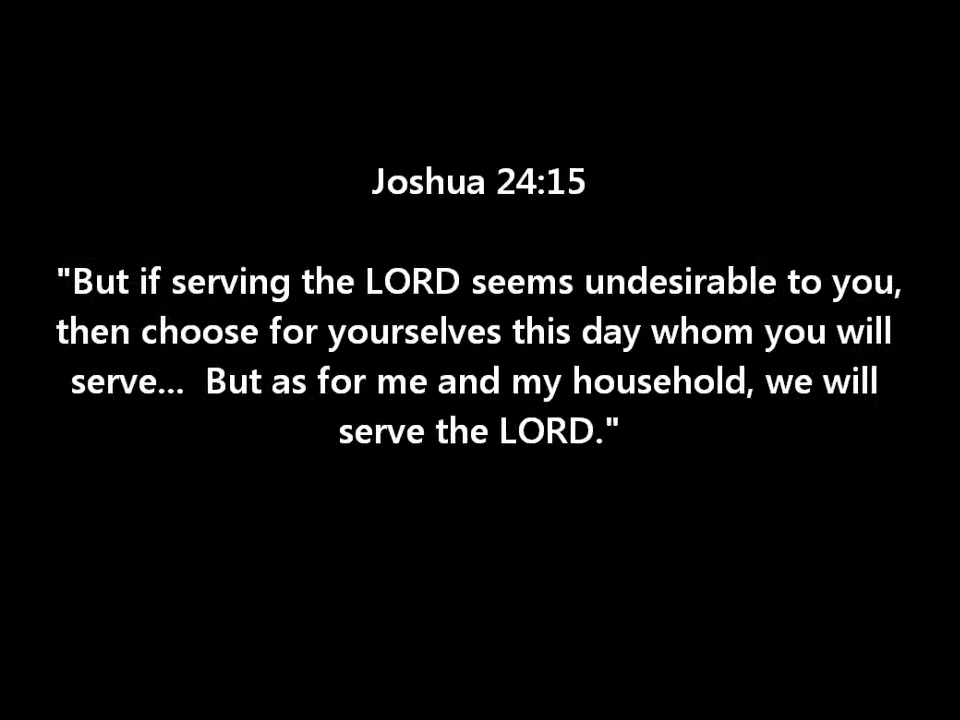 Joshua 24:15
"But if serving the LORD seems undesirable to you,
then choose for yourselves this day whom you will
serve...  But as for me and my household, we will
serve the LORD."